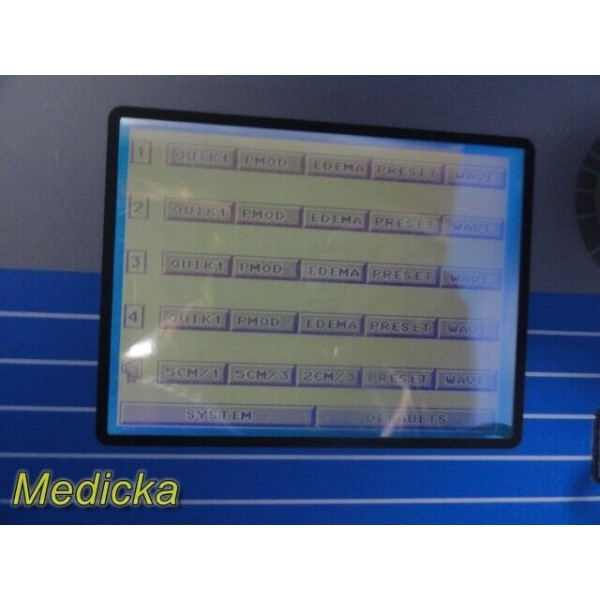 1 QUIK1 PMOD EDEMA PRESET WAVE
2 QUIK1 PMOD EDEMA PRESET WAVE
3 QUIK1 PMOD EDEMA PRESET WAVE
4 QUIK1 PMOD EDEMA PRESET WAVE
5CM/1 5CM/3 2CM/3 PRESET WAVE
SYSTEM DEFAULTS
Medicka